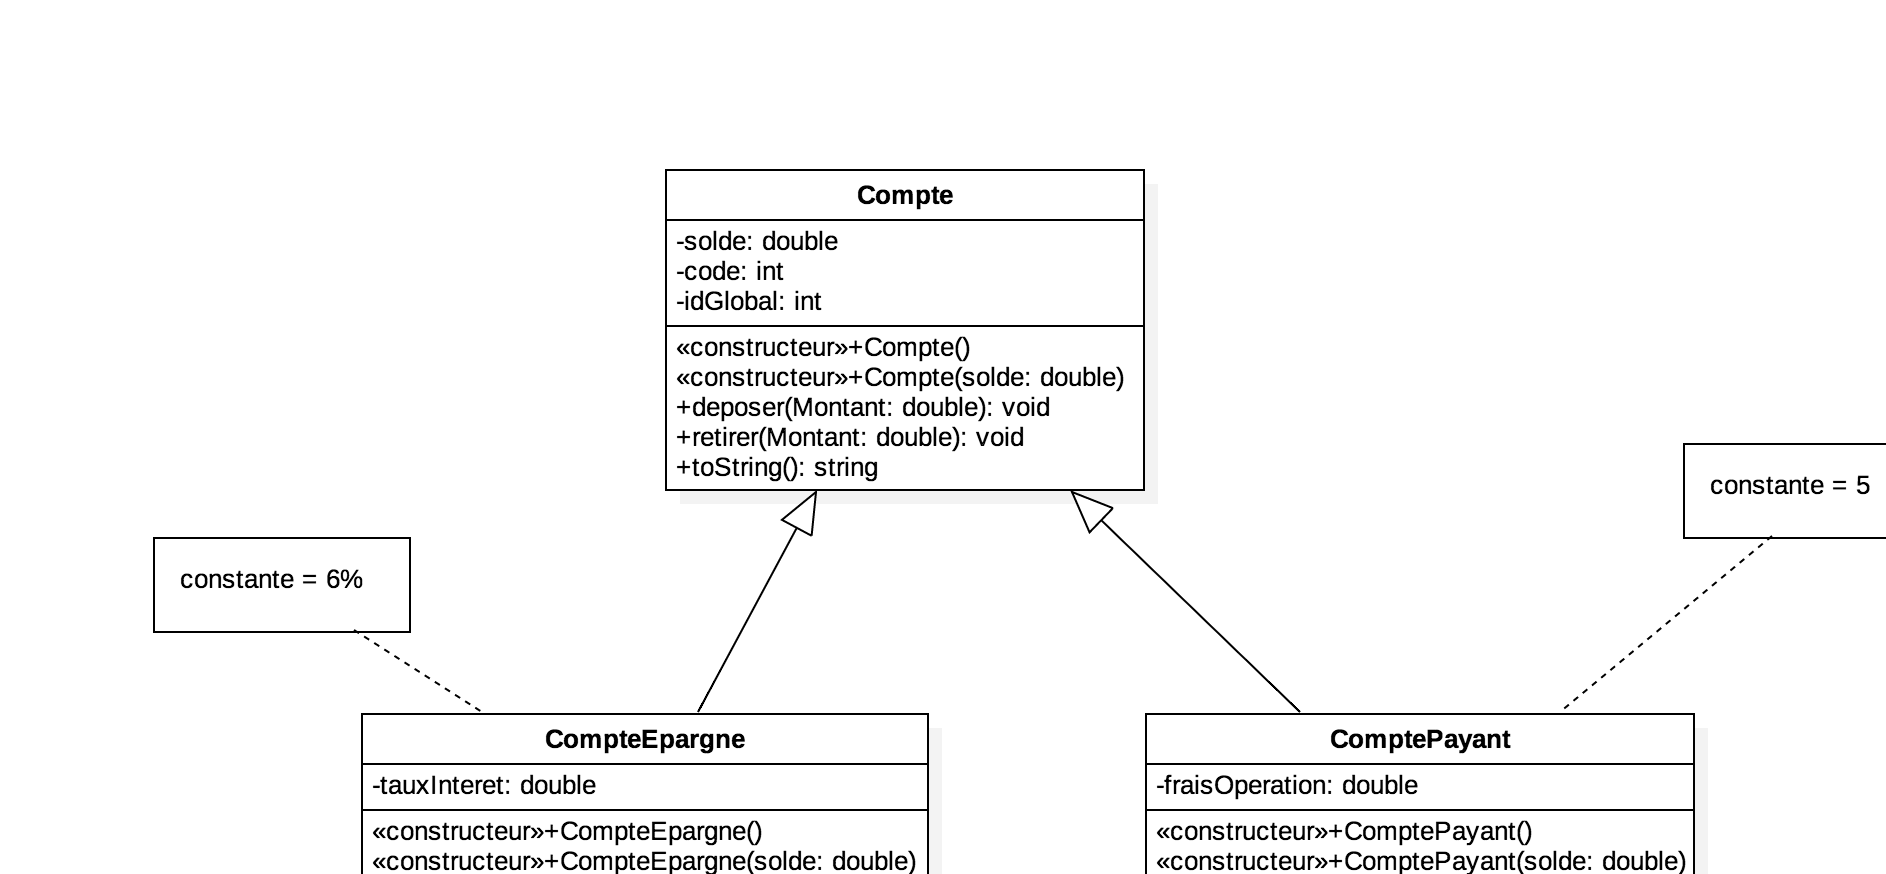 Compte
-solde: double
-code: int
-idGlobal: int
«constructeur»+Compte()
«constructeur»+Compte(solde: double)
+deposer(Montant: double): void
+retirer(Montant: double): void
+toString(): string
constante = 5
constante = 6%
CompteEpargne
-tauxInteret: double
«constructeur»+CompteEpargne()
«constructeur»+CompteEpargne(solde: double)
ComptePayant
-fraisOperation: double
«constructeur»+ComptePayant()
«constructeur»+ComptePayant(solde: double)